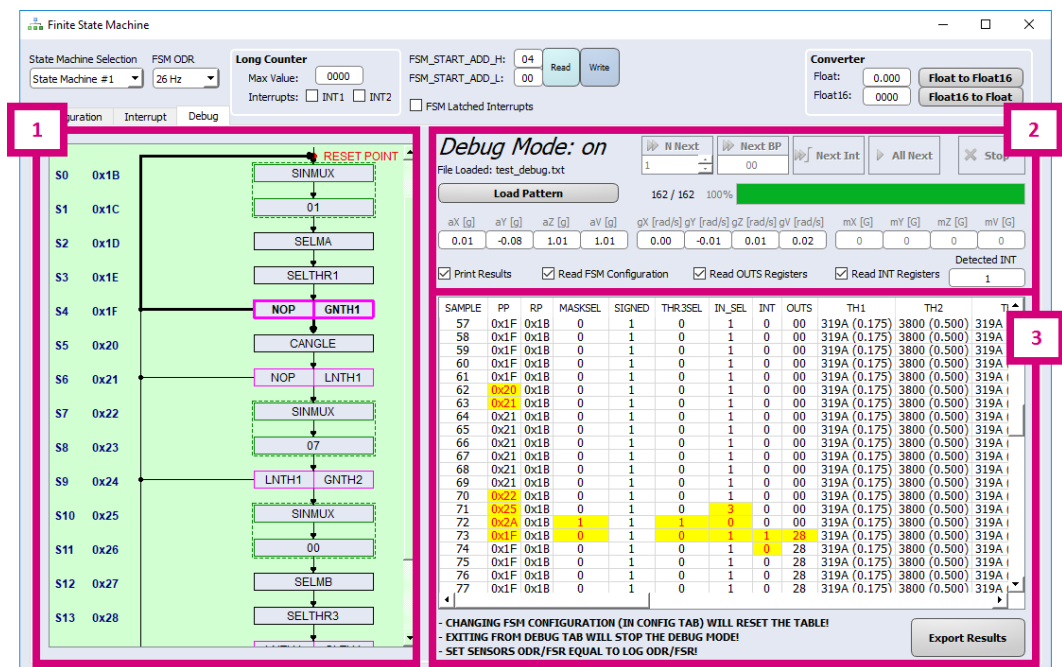 Finite State Machine
State Machine Selection FSM ODR Long Counter FSM_START_ADD_H: 04 Read Write Converter
State Machine #1 26 Hz Max Value: 0000 FSM_START_ADD_L: 00 Float: 0.000 Float to Float16
Interrupts: INT1 INT2 FSM Latched Interrupts Float16: 0000 Float16 to Float
guration Interrupt Debug
1
RESET POINT
S0 0x1B SINMUX
S1 0x1C 01
S2 0x1D SELMA
S3 0x1E SELTHR1
S4 0x1F NOP GNTH1
S5 0x20 CANGLE
S6 0x21 NOP LNTH1
S7 0x22 SINMUX
S8 0x23 07
S9 0x24 LNTH1 GNTH2
S10 0x25 SINMUX
S11 0x26 00
S12 0x27 SELMB
S13 0x28 SELTHR3
2
Debug Mode: on N Next Next BP Next Int All Next Stop
1 00
File Loaded: test_debug.txt
Load Pattern 162 / 162 100%
aX [g] aY [g] aZ [g] aV [g] gX [rad/s] gY [rad/s] gZ [rad/s] gV [rad/s] mX [G] mY [G] mZ [G] mV [G]
0.01 -0.08 1.01 1.01 0.00 -0.01 0.01 0.02 0 0 0 0
Detected INT
Print Results Read FSM Configuration Read OUTS Registers Read INT Registers 1
3
SAMPLE PP RP MASKSEL SIGNED THR3SEL IN_SEL INT OUTS TH1 TH2
57 0x1F 0x1B 0 1 0 1 0 00 319A (0.175) 3800 (0.500) 319A
58 0x1F 0x1B 0 1 0 1 0 00 319A (0.175) 3800 (0.500) 319A
59 0x1F 0x1B 0 1 0 1 0 00 319A (0.175) 3800 (0.500) 319A
60 0x1F 0x1B 0 1 0 1 0 00 319A (0.175) 3800 (0.500) 319A
61 0x1F 0x1B 0 1 0 1 0 00 319A (0.175) 3800 (0.500) 319A
62 0x20 0x1B 0 1 0 1 0 00 319A (0.175) 3800 (0.500) 319A (
63 0x21 0x1B 0 1 0 1 0 00 319A (0.175) 3800 (0.500) 319A (
64 0x21 0x1B 0 1 0 1 0 00 319A (0.175) 3800 (0.500) 319A (
65 0x21 0x1B 0 1 0 1 0 00 319A (0.175) 3800 (0.500) 319A (
66 0x21 0x1B 0 1 0 1 0 00 319A (0.175) 3800 (0.500) 319A (
67 0x21 0x1B 0 1 0 1 0 00 319A (0.175) 3800 (0.500) 319A (
68 0x21 0x1B 0 1 0 1 0 00 319A (0.175) 3800 (0.500) 319A (
69 0x21 0x1B 0 1 0 1 0 00 319A (0.175) 3800 (0.500) 319A (
70 0x22 0x1B 0 1 0 1 0 00 319A (0.175) 3800 (0.500) 319A (
71 0x25 0x1B 0 1 0 3 0 00 319A (0.175) 3800 (0.500) 319A (
72 0x2A 0x1B 1 1 1 0 0 00 319A (0.175) 3800 (0.500) 319A (
73 0x1F 0x1B 0 1 0 1 1 28 319A (0.175) 3800 (0.500) 319A (
74 0x1F 0x1B 0 1 0 1 0 28 319A (0.175) 3800 (0.500) 319A (
75 0x1F 0x1B 0 1 0 1 0 28 319A (0.175) 3800 (0.500) 319A (
76 0x1F 0x1B 0 1 0 1 0 28 319A (0.175) 3800 (0.500) 319A (
77 0x1F 0x1B 0 1 0 1 0 28 319A (0.175) 3800 (0.500) 319A (
- CHANGING FSM CONFIGURATION (IN CONFIG TAB) WILL RESET THE TABLE!
- EXITING FROM DEBUG TAB WILL STOP THE DEBUG MODE!
- SET SENSORS ODR/FSR EQUAL TO LOG ODR/FSR!
Export Results